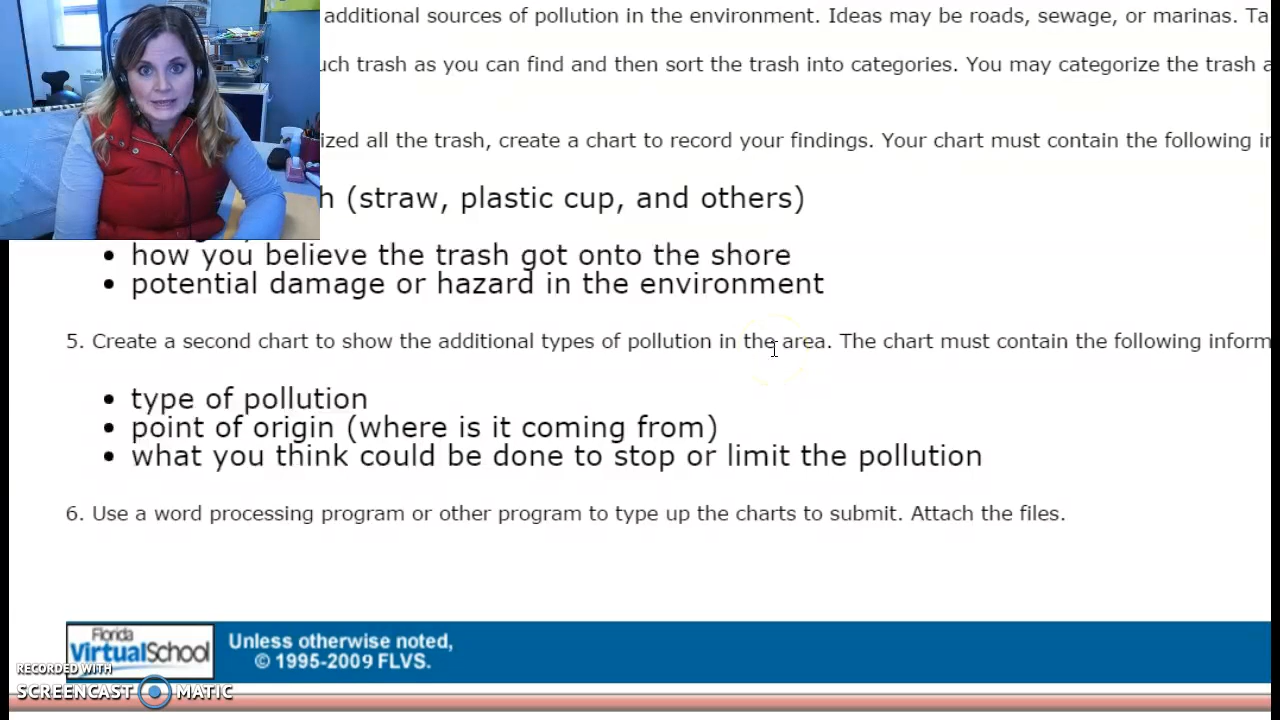 additional sources of pollution in the environment. Ideas may be roads, sewage, or marinas. Ta
uch trash as you can find and then sort the trash into categories. You may categorize the trash a
ized all the trash, create a chart to record your findings. Your chart must contain the following in
h (straw, plastic cup, and others)
• how you believe the trash got onto the shore
• potential damage or hazard in the environment
5. Create a second chart to show the additional types of pollution in the area. The chart must contain the following inform
• type of pollution
• point of origin (where is it coming from)
• what you think could be done to stop or limit the pollution
6. Use a word processing program or other program to type up the charts to submit. Attach the files.
Florida
VirtualSchool
Unless otherwise noted,
© 1995-2009 FLVS.
RECORDED WITH
SCREENCAST MATIC